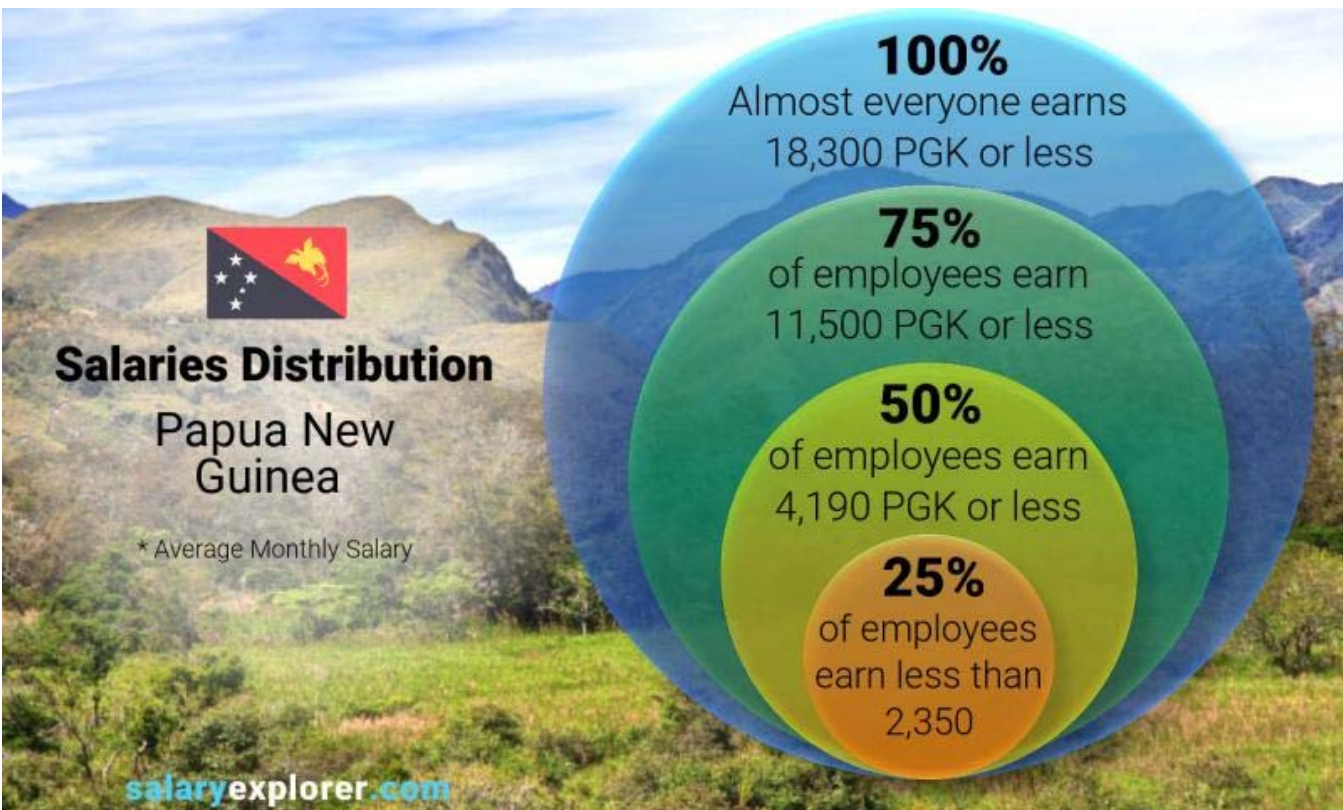 Salaries Distribution
Papua New
Guinea
* Average Monthly Salary
100%
Almost everyone earns
18,300 PGK or less
75%
of employees earn
11,500 PGK or less
50%
of employees earn
4,190 PGK or less
25%
of employees
earn less than
2,350
salaryexplorer.com